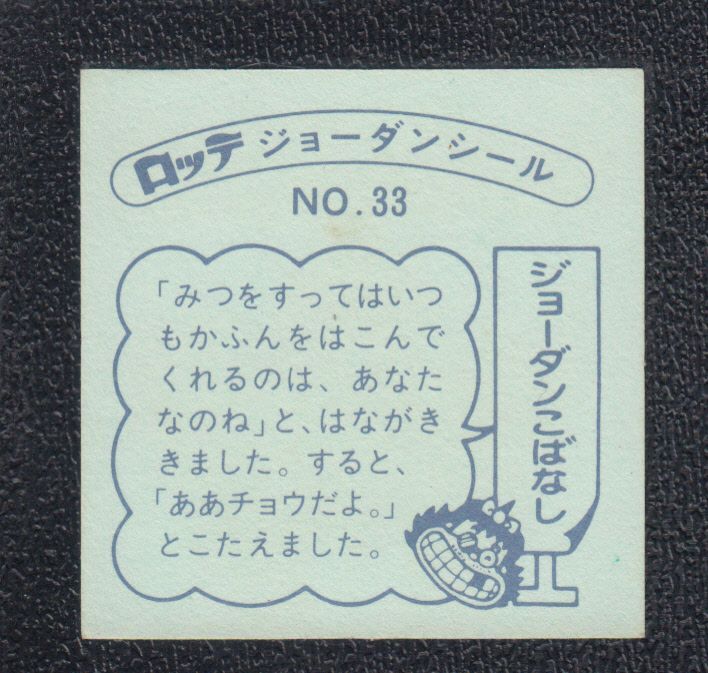 ロッテ ジョーダンシール
NO.33
ジョーダンこばなし
「みつをすってはいつ
もかふんをはこんで
くれるのは、あなた
なのね」と、はながき
きました。すると、
「ああチョウだよ。」
とこたえました。